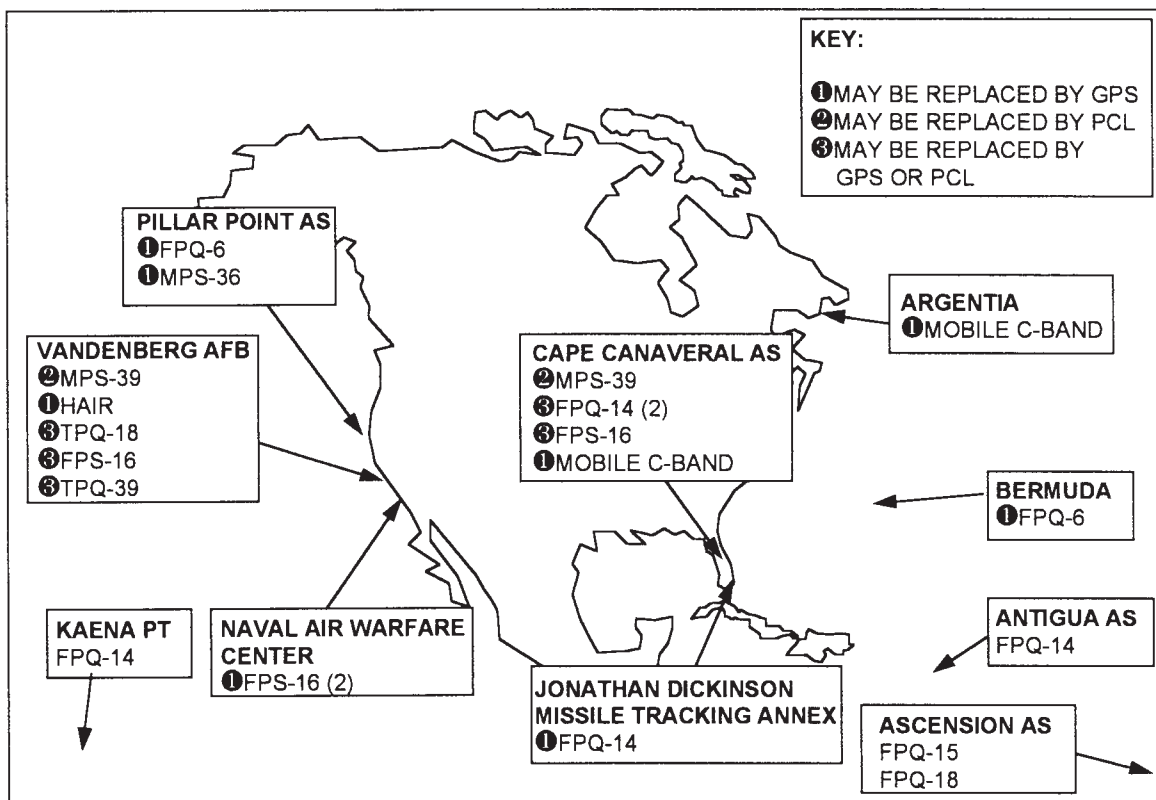 KEY:
❶MAY BE REPLACED BY GPS
❷MAY BE REPLACED BY PCL
❸MAY BE REPLACED BY
GPS OR PCL
PILLAR POINT AS
❶FPQ-6
❶MPS-36
ARGENTIA
❶MOBILE C-BAND
VANDENBERG AFB
❷MPS-39
❶HAIR
❸TPQ-18
❸FPS-16
❸TPQ-39
CAPE CANAVERAL AS
❷MPS-39
❸FPQ-14 (2)
❸FPS-16
❶MOBILE C-BAND
BERMUDA
❶FPQ-6
KAENA PT
FPQ-14
NAVAL AIR WARFARE
CENTER
❶FPS-16 (2)
JONATHAN DICKINSON
MISSILE TRACKING ANNEX
❶FPQ-14
ANTIGUA AS
FPQ-14
ASCENSION AS
FPQ-15
FPQ-18